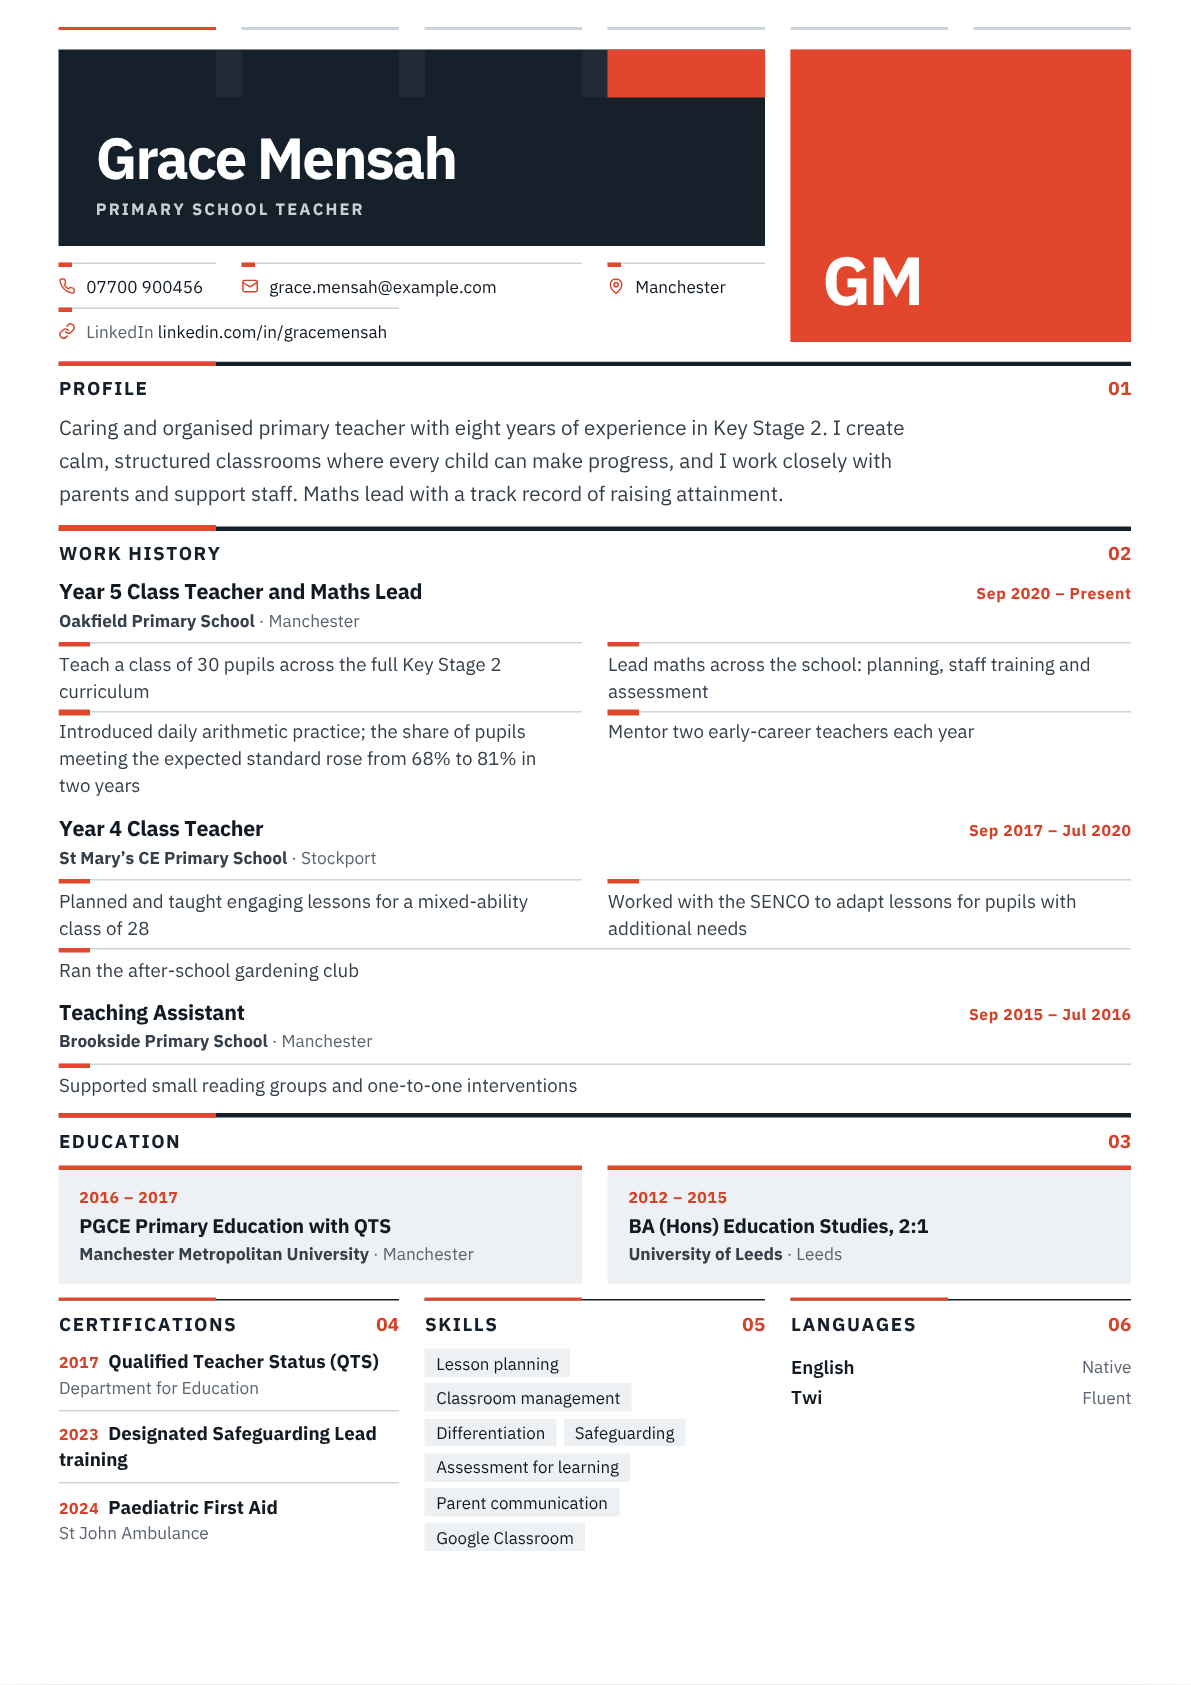 Grace Mensah
PRIMARY SCHOOL TEACHER
GM
07700 900456
grace.mensah@example.com
Manchester
LinkedIn linkedin.com/in/gracemensah
PROFILE 01
Caring and organised primary teacher with eight years of experience in Key Stage 2. I create
calm, structured classrooms where every child can make progress, and I work closely with
parents and support staff. Maths lead with a track record of raising attainment.
WORK HISTORY 02
Year 5 Class Teacher and Maths Lead Sep 2020 – Present
Oakfield Primary School · Manchester
Teach a class of 30 pupils across the full Key Stage 2
curriculum
Lead maths across the school: planning, staff training and
assessment
Introduced daily arithmetic practice; the share of pupils
meeting the expected standard rose from 68% to 81% in
two years
Mentor two early-career teachers each year
Year 4 Class Teacher Sep 2017 – Jul 2020
St Mary’s CE Primary School · Stockport
Planned and taught engaging lessons for a mixed-ability
class of 28
Worked with the SENCO to adapt lessons for pupils with
additional needs
Ran the after-school gardening club
Teaching Assistant Sep 2015 – Jul 2016
Brookside Primary School · Manchester
Supported small reading groups and one-to-one interventions
EDUCATION 03
2016 – 2017
PGCE Primary Education with QTS
Manchester Metropolitan University · Manchester
2012 – 2015
BA (Hons) Education Studies, 2:1
University of Leeds · Leeds
CERTIFICATIONS 04
2017 Qualified Teacher Status (QTS)
Department for Education
2023 Designated Safeguarding Lead
training
2024 Paediatric First Aid
St John Ambulance
SKILLS 05
Lesson planning
Classroom management
Differentiation Safeguarding
Assessment for learning
Parent communication
Google Classroom
LANGUAGES 06
English Native
Twi Fluent